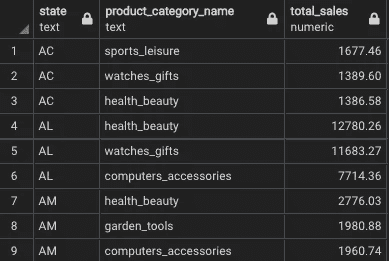 state product_category_name total_sales
text text numeric
1 AC sports_leisure 1677.46
2 AC watches_gifts 1389.60
3 AC health_beauty 1386.58
4 AL health_beauty 12780.26
5 AL watches_gifts 11683.27
6 AL computers_accessories 7714.36
7 AM health_beauty 2776.03
8 AM garden_tools 1980.88
9 AM computers_accessories 1960.74